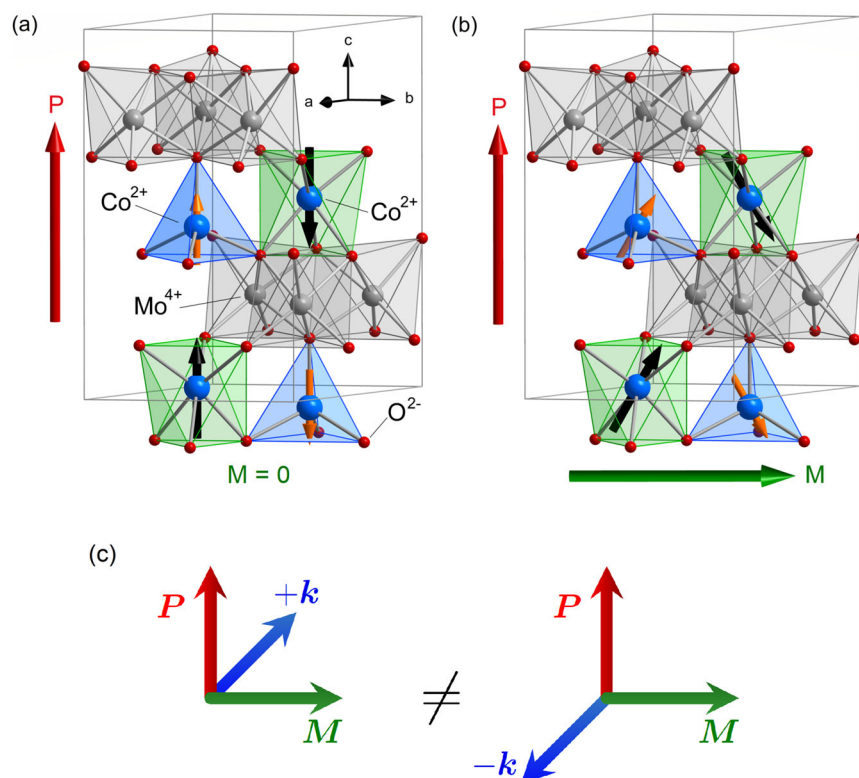 (a)
(b)
P
c
a
b
P
Co2+
Co2+
Mo4+
O2-
M = 0
M
(c)
P
+k
M
≠
P
M
−k